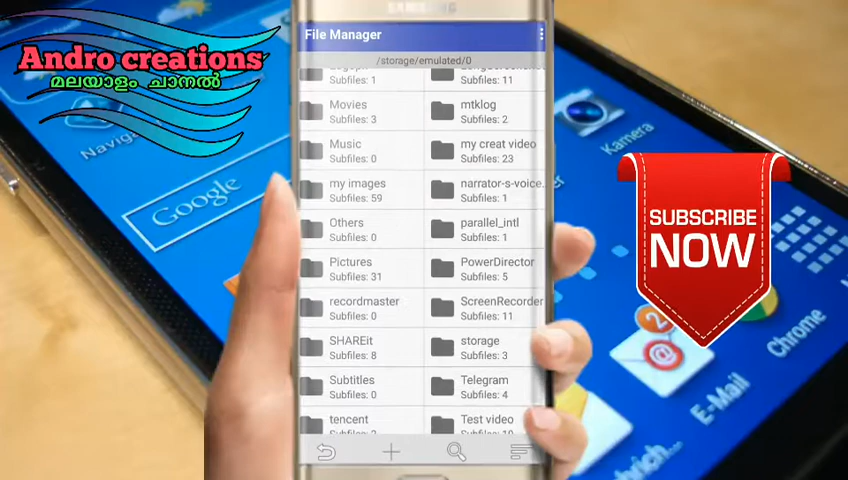 SAMSUNG
Andro creations
മലയാളം ചാനൽ
File Manager
/storage/emulated/0
Subfiles: 1
Subfiles: 11
Movies
Subfiles: 3
mtklog
Subfiles: 2
Music
Subfiles: 0
my creat video
Subfiles: 23
my images
Subfiles: 59
narrator-s-voice.
Subfiles: 1
Others
Subfiles: 0
parallel_intl
Subfiles: 1
Pictures
Subfiles: 31
PowerDirector
Subfiles: 5
recordmaster
Subfiles: 0
ScreenRecorder
Subfiles: 11
SHAREit
Subfiles: 8
storage
Subfiles: 3
Subtitles
Subfiles: 0
Telegram
Subfiles: 4
tencent
Test video
Google
Kamera
SUBSCRIBE
NOW
2
@
E-Mail
Chrome